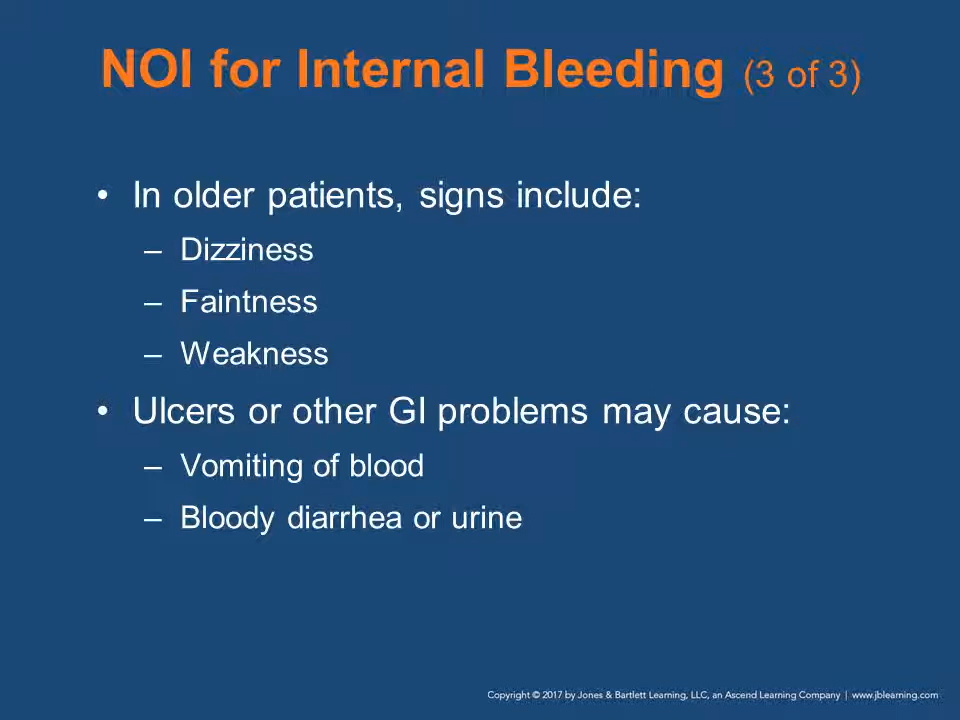 NOI for Internal Bleeding (3 of 3)
• In older patients, signs include:
– Dizziness
– Faintness
– Weakness
• Ulcers or other GI problems may cause:
– Vomiting of blood
– Bloody diarrhea or urine
Copyright © 2017 by Jones & Bartlett Learning, LLC, an Ascend Learning Company | www.jblearning.com